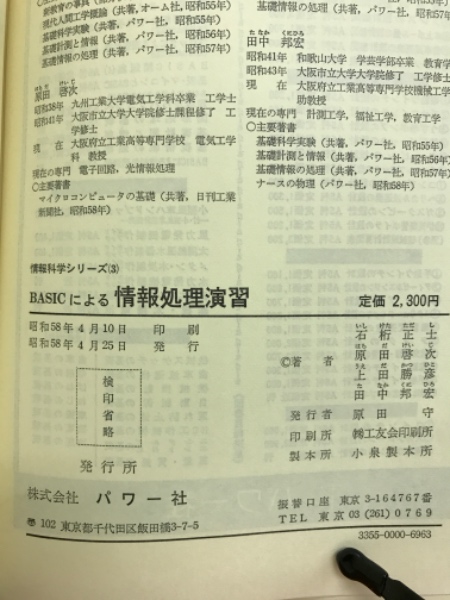 新教育の事典(共著,
現代人間工学概論(共著,オーム社,昭和55年)
基礎科学実験(共著,パワー社,昭和55年)
基礎計測と情報(共著,パワー社,昭和56年)
基礎情報の処理(共著,パワー社,昭和57年)
はらだ けいじ
原田 啓次
昭和38年 九州工業大学電気工学科卒業 工学士
昭和41年 大阪市立大学大学院修士課程修了 工学修士
現在 大阪府立工業高等専門学校 電気工学科 教授
現在の専門 電子回路,光情報処理
○主要著書
マイクロコンピュータの基礎(共著,日刊工業新聞社,昭和58年)
基礎情報の処理(共著,パワー社,昭和57年
たなか くにひろ
田中 邦宏
昭和41年 和歌山大学 学芸学部卒業 教育学
昭和43年 大阪市立大学大学院修了 工学修士
現在 大阪府立工業高等専門学校機械工学
助教授
現在の専門 計測工学,福祉工学,教育工学
○主要著書
基礎科学実験(共著,パワー社,昭和55年)
基礎計測と情報(共著,パワー社,昭和56年)
基礎情報の処理(共著,パワー社,昭和57年)
ナースの物理(パワー社,昭和58年)
情報科学シリーズ(3)
BASICによる 情報処理演習 定価 2,300円
昭和58年4月10日 印刷
昭和58年4月25日 発行
検印省略
©著者 石桁正士
原田啓次
上田勝彦
田中邦宏
発行者 原田 守
印刷所 ㈱工友会印刷所
製本所 小泉製本所
発行所
株式会社 パワー社
〠 102 東京都千代田区飯田橋3-7-5
振替口座 東京 3-164767番
TEL 東京 03 (261) 0769
3355-0000-6963